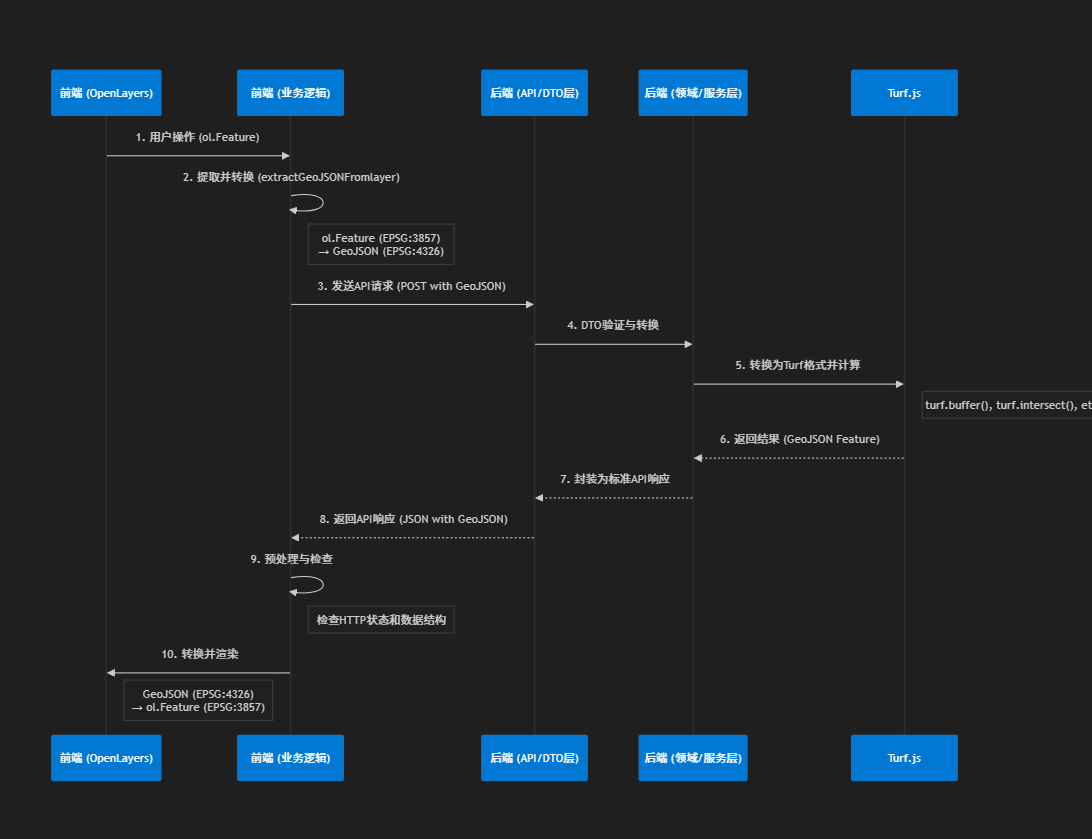 前端 (OpenLayers)
前端 (业务逻辑)
后端 (API/DTO层)
后端 (领域/服务层)
Turf.js
1. 用户操作 (ol.Feature)
2. 提取并转换 (extractGeoJSONFromlayer)
ol.Feature (EPSG:3857)
→ GeoJSON (EPSG:4326)
3. 发送API请求 (POST with GeoJSON)
4. DTO验证与转换
5. 转换为Turf格式并计算
turf.buffer(), turf.intersect(), et
6. 返回结果 (GeoJSON Feature)
7. 封装为标准API响应
8. 返回API响应 (JSON with GeoJSON)
9. 预处理与检查
检查HTTP状态和数据结构
10. 转换并渲染
GeoJSON (EPSG:4326)
→ ol.Feature (EPSG:3857)
前端 (OpenLayers)
前端 (业务逻辑)
后端 (API/DTO层)
后端 (领域/服务层)
Turf.js